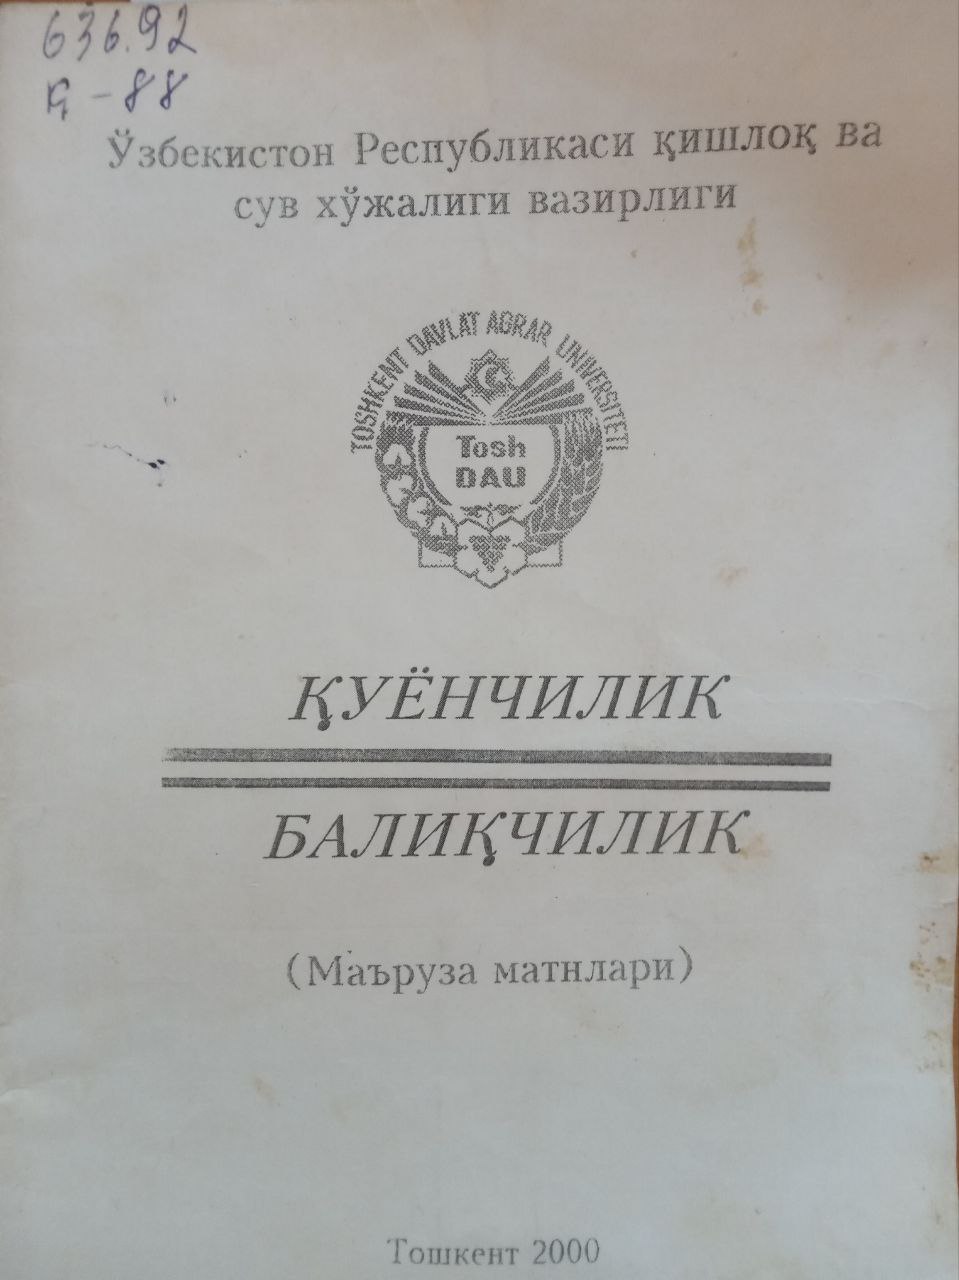 636.92
Қ-88
Ўзбекистон Республикаси қишлоқ ва
сув хўжалиги вазирлиги
TOSHKENT DAVLAT AGRAR UNIVERSITETI
Tosh
DAU
ҚУЁНЧИЛИК
БАЛИҚЧИЛИК
(Маъруза матнлари)
Тошкент 2000